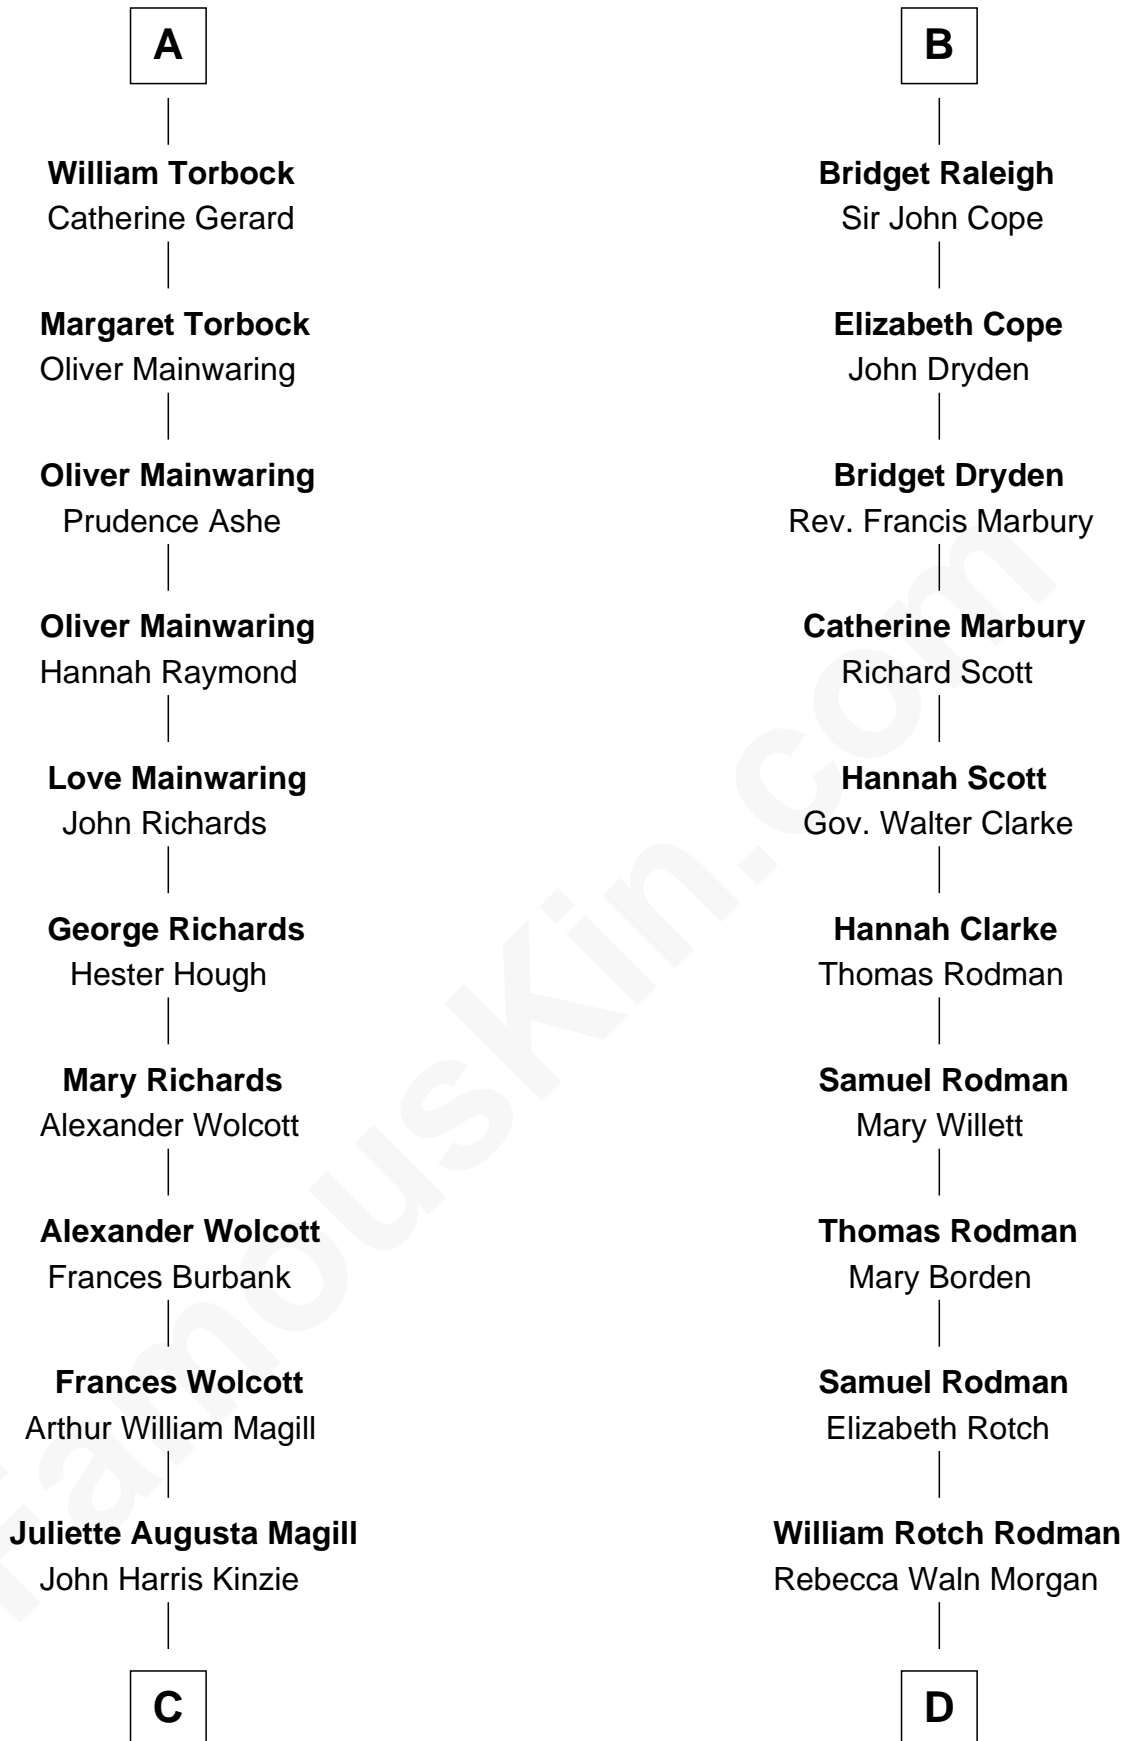 A
William Torbock
Catherine Gerard
Margaret Torbock
Oliver Mainwaring
Oliver Mainwaring
Prudence Ashe
Oliver Mainwaring
Hannah Raymond
Love Mainwaring
John Richards
George Richards
Hester Hough
Mary Richards
Alexander Wolcott
Alexander Wolcott
Frances Burbank
Frances Wolcott
Arthur William Magill
Juliette Augusta Magill
John Harris Kinzie
C
B
Bridget Raleigh
Sir John Cope
Elizabeth Cope
John Dryden
Bridget Dryden
Rev. Francis Marbury
Catherine Marbury
Richard Scott
Hannah Scott
Gov. Walter Clarke
Hannah Clarke
Thomas Rodman
Samuel Rodman
Mary Willett
Thomas Rodman
Mary Borden
Samuel Rodman
Elizabeth Rotch
William Rotch Rodman
Rebecca Waln Morgan
D
FamousKin.com